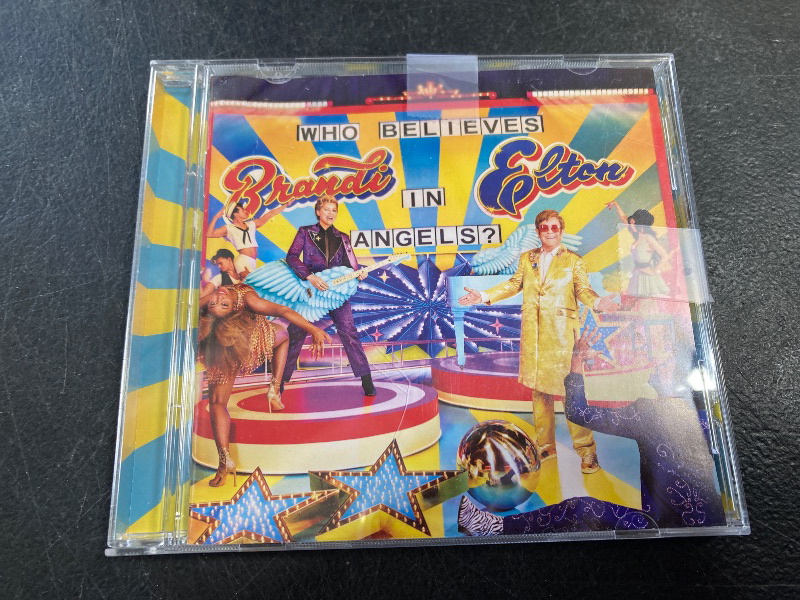 WHO BELIEVES
Brandi
IN
Elton
ANGELS?